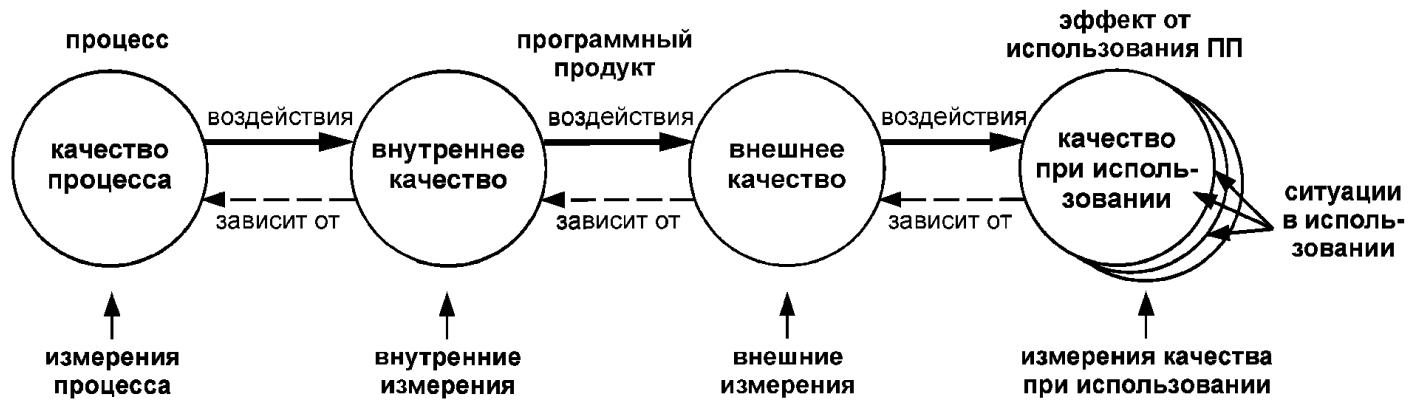 процесс
программный
продукт
эффект от
использования ПП
воздействия
воздействия
воздействия
качество
процесса
внутреннее
качество
внешнее
качество
качество
при исполь-
зовании
зависит от
зависит от
зависит от
ситуации
в исполь-
зовании
измерения
процесса
внутренние
измерения
внешние
измерения
измерения качества
при использовании